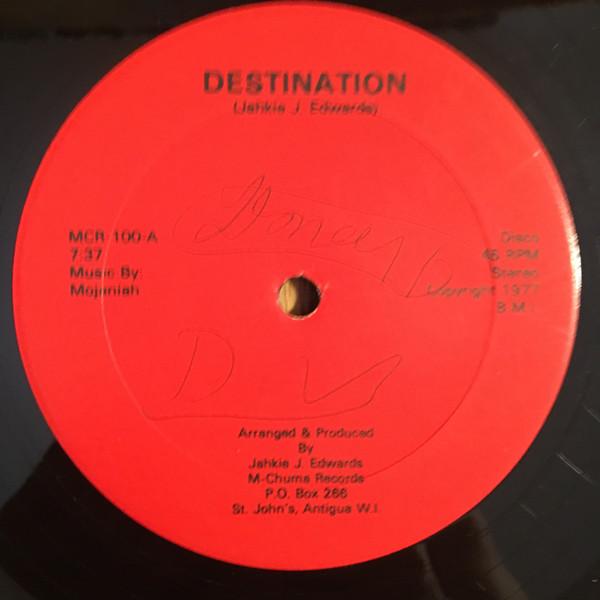 DESTINATION
(Jahkie J. Edwards)
MCR-100-A
7:37
Music By:
Mojaniah
Disco
45 RPM
Stereo
Copyright 1977
B.M.I.
D
Arranged & Produced
By
Jahkie J. Edwards
M-Chuma Records
P.O. Box 266
St. John's, Antigua W.I.